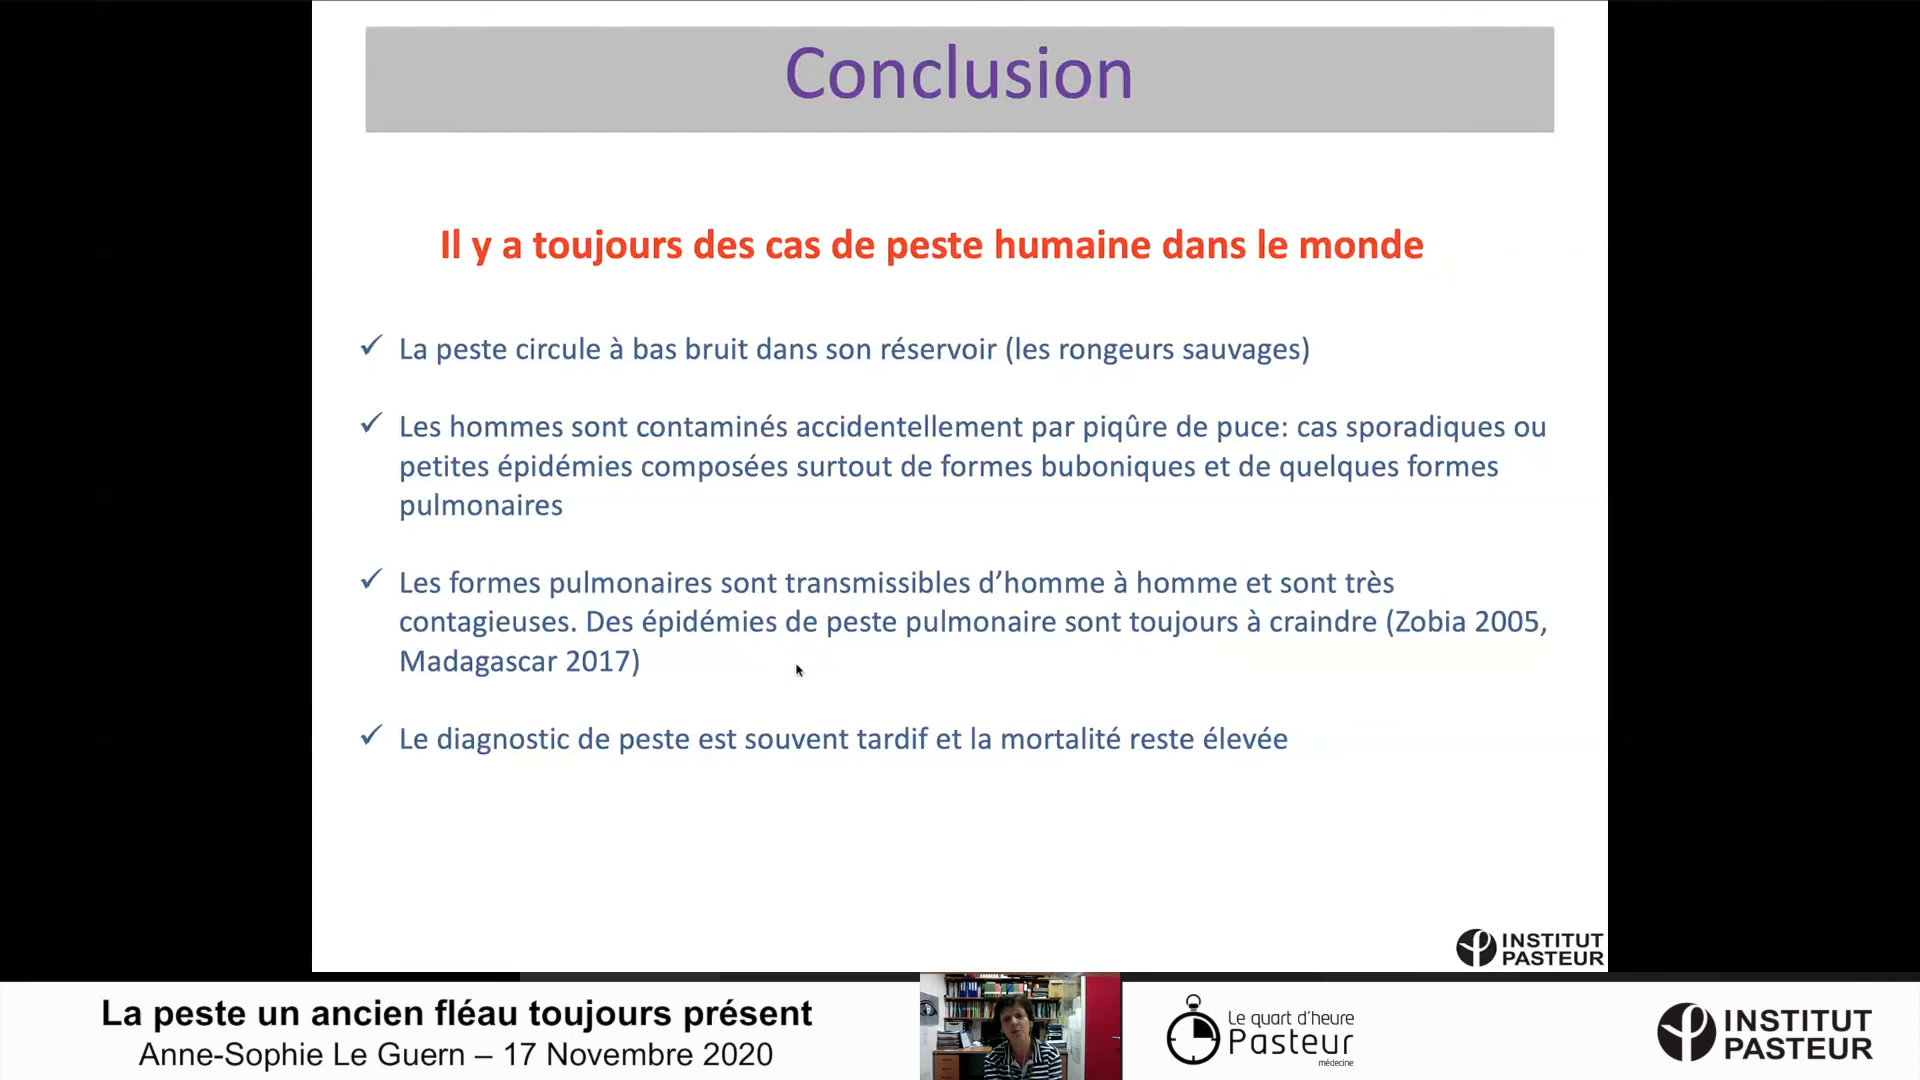 Conclusion
Il y a toujours des cas de peste humaine dans le monde
✓ La peste circule à bas bruit dans son réservoir (les rongeurs sauvages)
✓ Les hommes sont contaminés accidentellement par piqûre de puce: cas sporadiques ou
petites épidémies composées surtout de formes buboniques et de quelques formes
pulmonaires
✓ Les formes pulmonaires sont transmissibles d’homme à homme et sont très
contagieuses. Des épidémies de peste pulmonaire sont toujours à craindre (Zobia 2005,
Madagascar 2017)
✓ Le diagnostic de peste est souvent tardif et la mortalité reste élevée
INSTITUT
PASTEUR
La peste un ancien fléau toujours présent
Anne-Sophie Le Guern – 17 Novembre 2020
Le quart d’heure
Pasteur
médecine
INSTITUT
PASTEUR